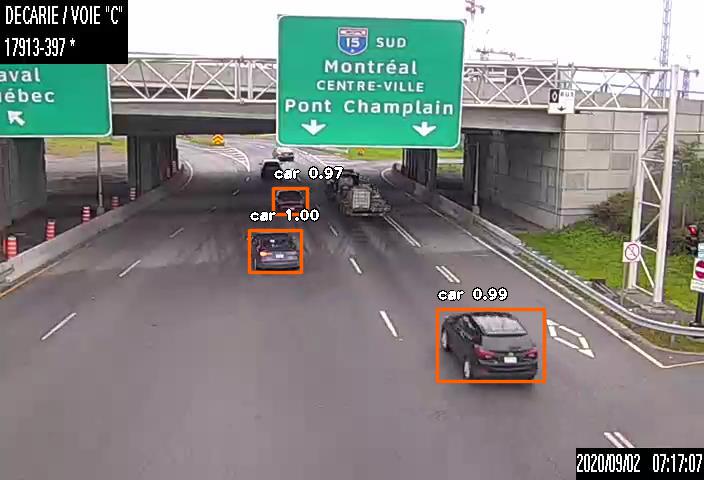 DECARIE / VOIE "C"
17913-397 *
aval
uébec
15 SUD
Montréal
CENTRE-VILLE
Pont Champlain
BUS
car 0.97
car 1.00
car 0.99
2020/09/02 07:17:07